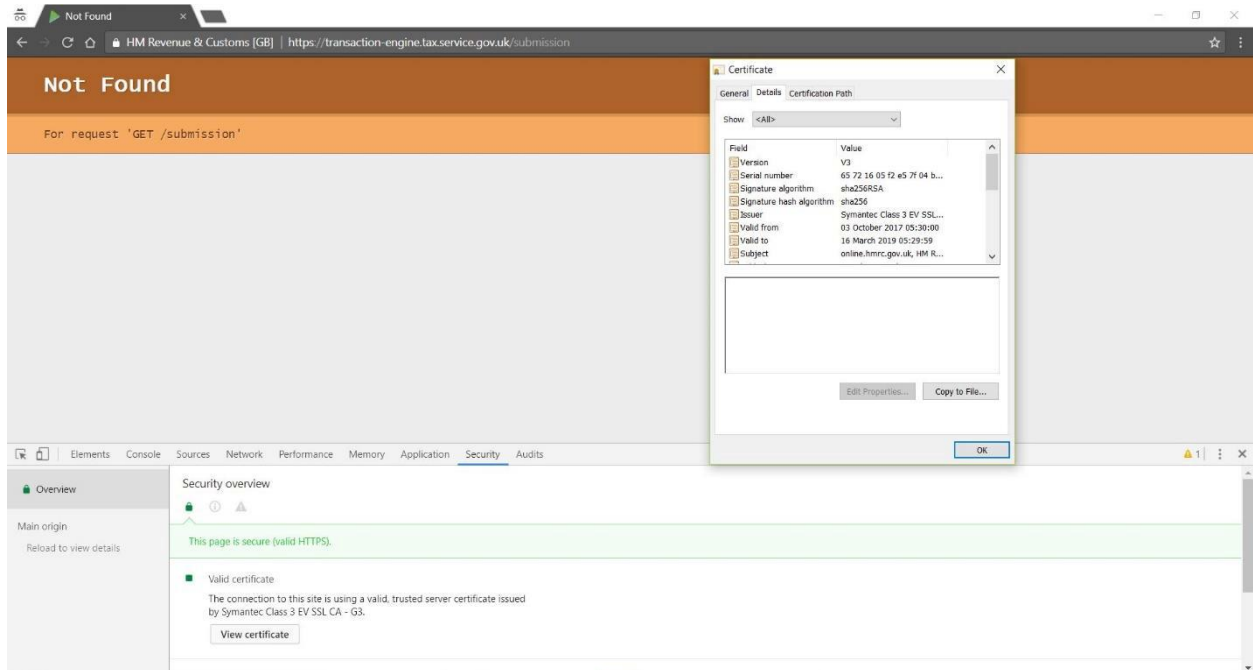 Not Found
HM Revenue & Customs [GB] | https://transaction-engine.tax.service.gov.uk/submission
Not Found
For request 'GET /submission'
Certificate
General Details Certification Path
Show <All>
Field Value
Version V3
Serial number 65 72 16 05 f2 e5 7f 04 b...
Signature algorithm sha256RSA
Signature hash algorithm sha256
Issuer Symantec Class 3 EV SSL...
Valid from 03 October 2017 05:30:00
Valid to 16 March 2019 05:29:59
Subject online.hmrc.gov.uk, HM R...
Edit Properties... Copy to File...
OK
Elements Console Sources Network Performance Memory Application Security Audits 1
Overview
Main origin
Reload to view details
Security overview
This page is secure (valid HTTPS).
Valid certificate
The connection to this site is using a valid, trusted server certificate issued
by Symantec Class 3 EV SSL CA - G3.
View certificate